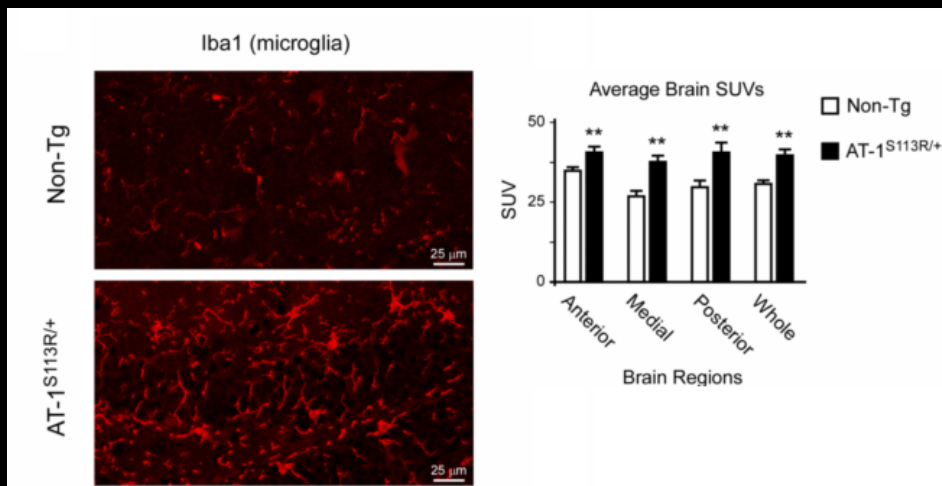 Iba1 (microglia)
Non-Tg
25 μm
AT-1S113R/+
25 μm
Average Brain SUVs
Non-Tg
AT-1S113R/+
SUV
50
25
0
** ** ** **
Anterior
Medial
Posterior
Whole
Brain Regions